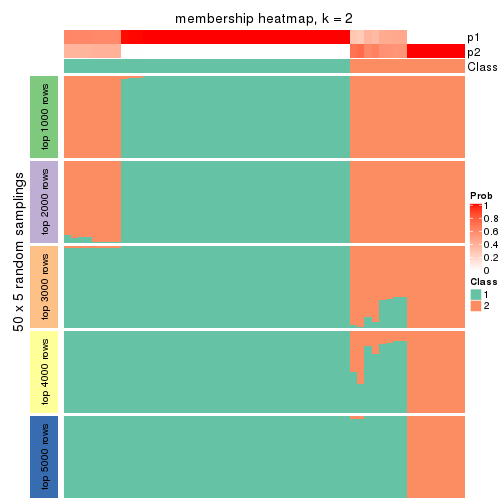 membership heatmap, k = 2
p1
p2
Class
50 x 5 random samplings
top 1000 rows
top 2000 rows
top 3000 rows
top 4000 rows
top 5000 rows
Prob
1
0.8
0.6
0.4
0.2
0
Class
1
2